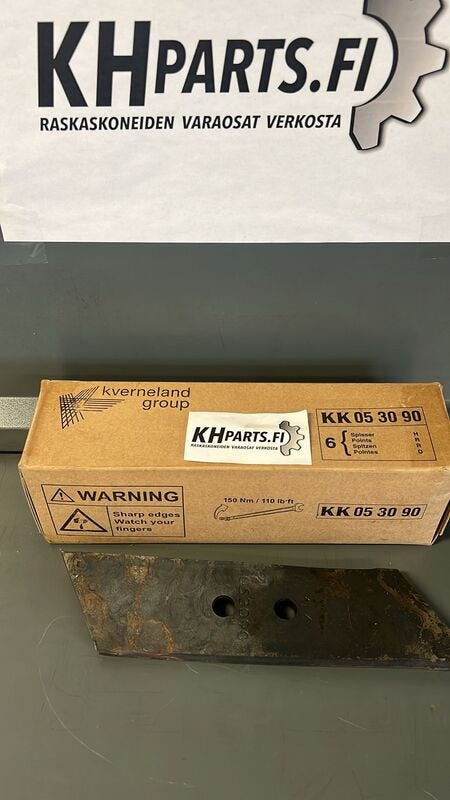 KHPARTS.FI
RASKASKONEIDEN VARAOSAT VERKOSTA
kverneland
group
KHPARTS.FI
RASKASKONEIDEN VARAOSAT VERKOSTA
KK 05 30 90
6 { Spisser H
Points R
Spitzen R
Pointes D
WARNING
Sharp edges
Watch your
fingers
150 Nm / 110 lb·ft
KK 05 30 90